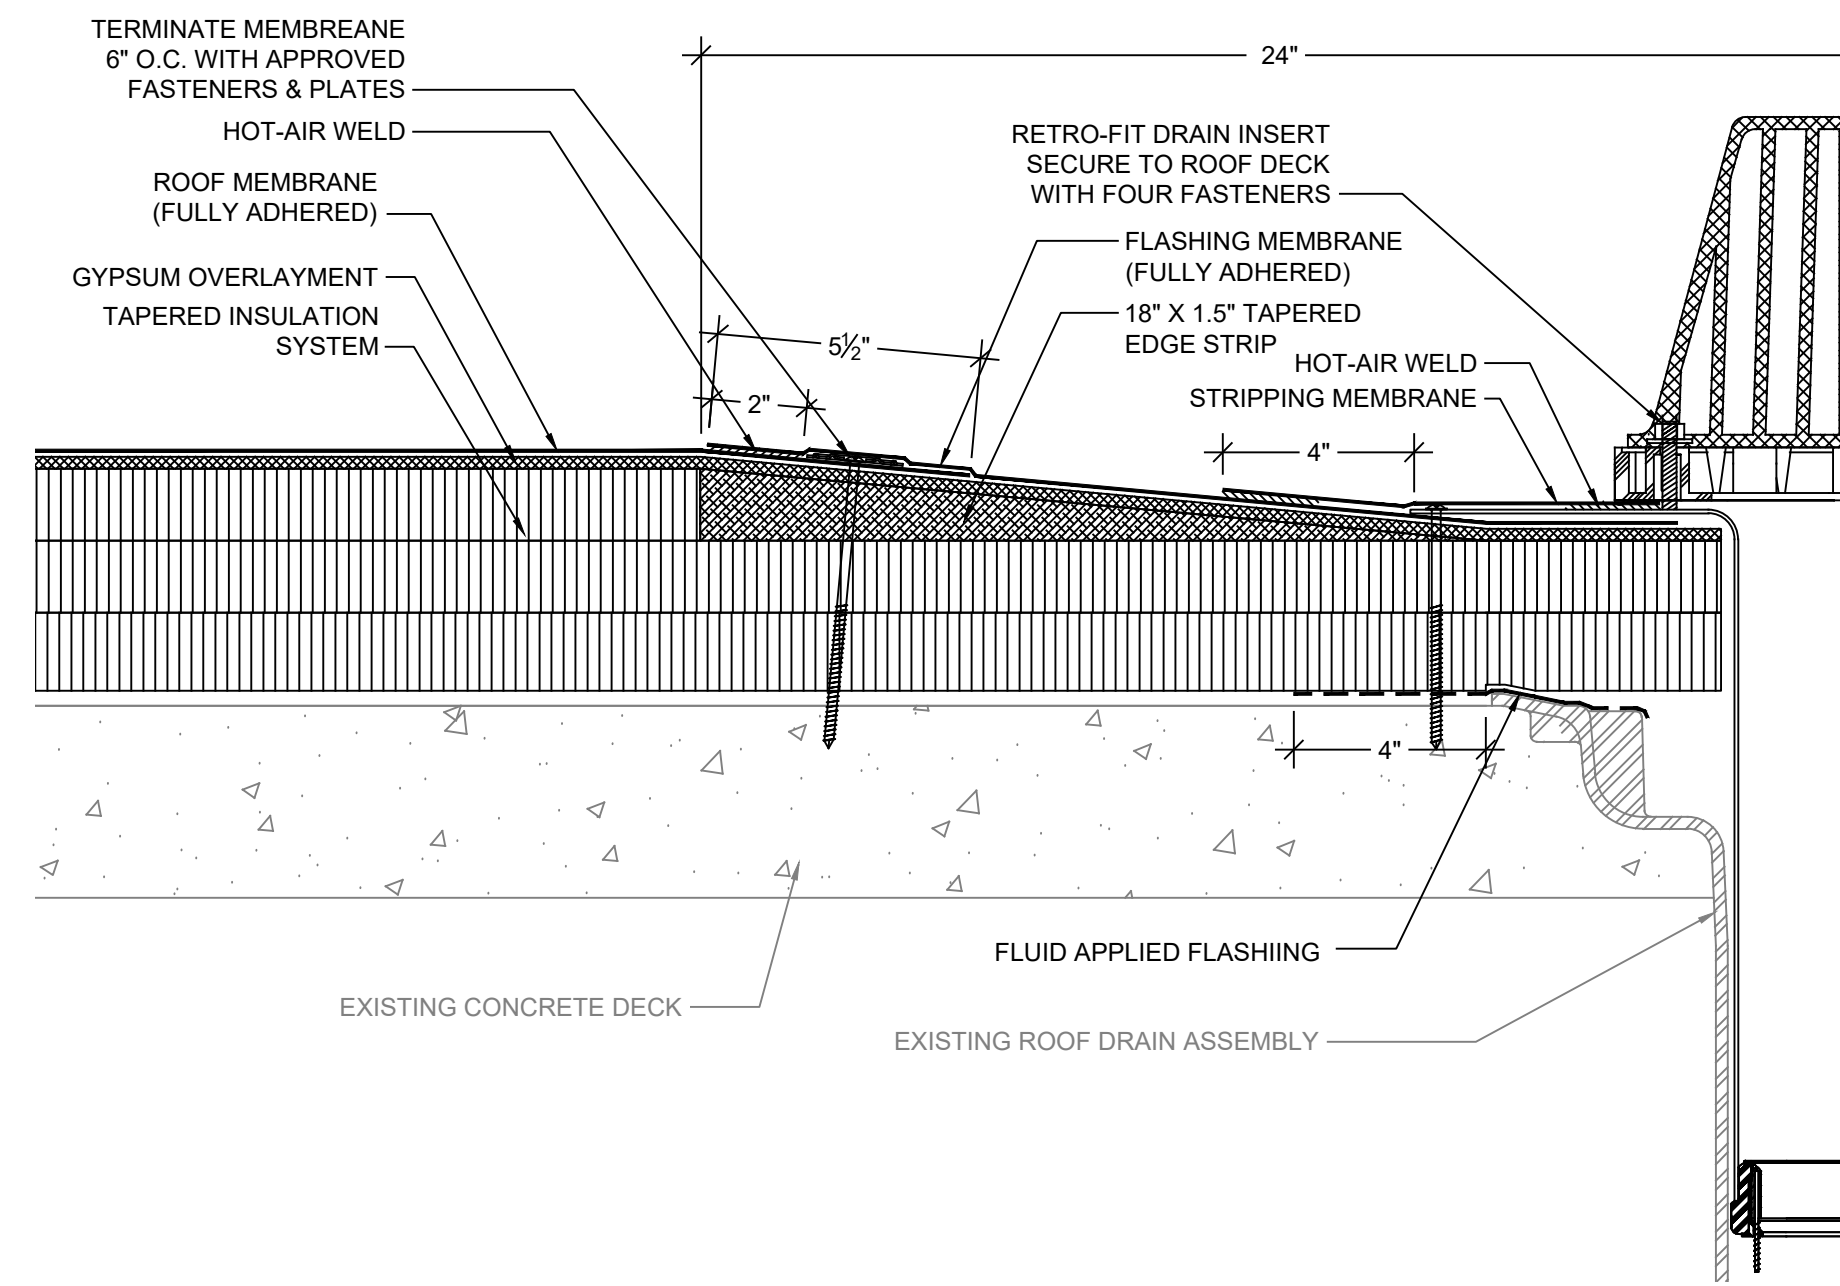 TERMINATE MEMBREANE
6" O.C. WITH APPROVED
FASTENERS & PLATES
HOT-AIR WELD
ROOF MEMBRANE
(FULLY ADHERED)
GYPSUM OVERLAYMENT
TAPERED INSULATION
SYSTEM
24"
RETRO-FIT DRAIN INSERT
SECURE TO ROOF DECK
WITH FOUR FASTENERS
FLASHING MEMBRANE
(FULLY ADHERED)
18" X 1.5" TAPERED
EDGE STRIP
HOT-AIR WELD
STRIPPING MEMBRANE
5½"
2"
4"
4"
FLUID APPLIED FLASHIING
EXISTING CONCRETE DECK
EXISTING ROOF DRAIN ASSEMBLY